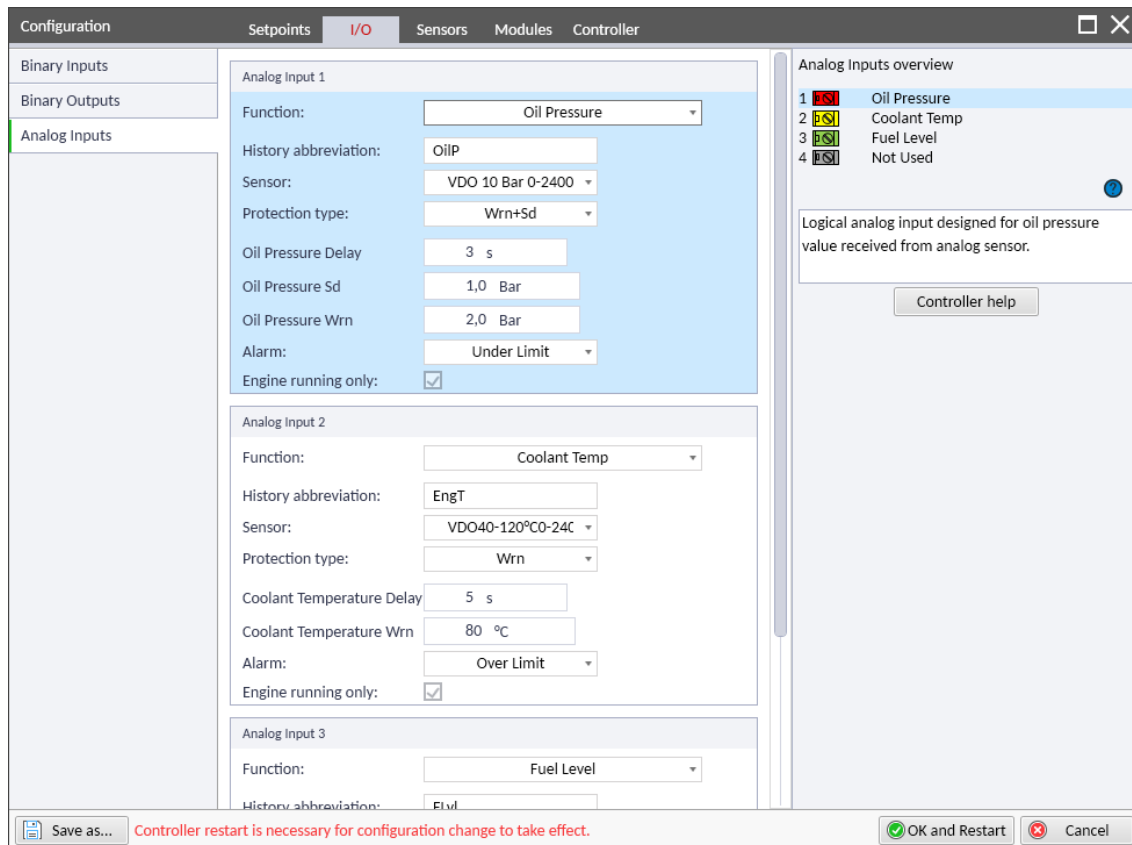 Configuration
Setpoints I/O Sensors Modules Controller
Binary Inputs
Binary Outputs
Analog Inputs
Analog Input 1
Function: Oil Pressure
History abbreviation: OilP
Sensor: VDO 10 Bar 0-2400
Protection type: Wrn+Sd
Oil Pressure Delay 3 s
Oil Pressure Sd 1,0 Bar
Oil Pressure Wrn 2,0 Bar
Alarm: Under Limit
Engine running only:
Analog Input 2
Function: Coolant Temp
History abbreviation: EngT
Sensor: VDO40-120°C0-240
Protection type: Wrn
Coolant Temperature Delay 5 s
Coolant Temperature Wrn 80 °C
Alarm: Over Limit
Engine running only:
Analog Input 3
Function: Fuel Level
History abbreviation: FLvl
Analog Inputs overview
1 Oil Pressure
2 Coolant Temp
3 Fuel Level
4 Not Used
?
Logical analog input designed for oil pressure
value received from analog sensor.
Controller help
Save as... Controller restart is necessary for configuration change to take effect. OK and Restart Cancel